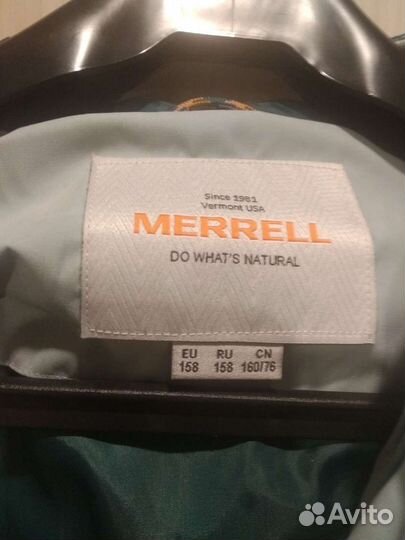 Since 1981
Vermont USA
MERRELL
DO WHAT'S NATURAL
EU RU CN
158 158 160/76
Avito